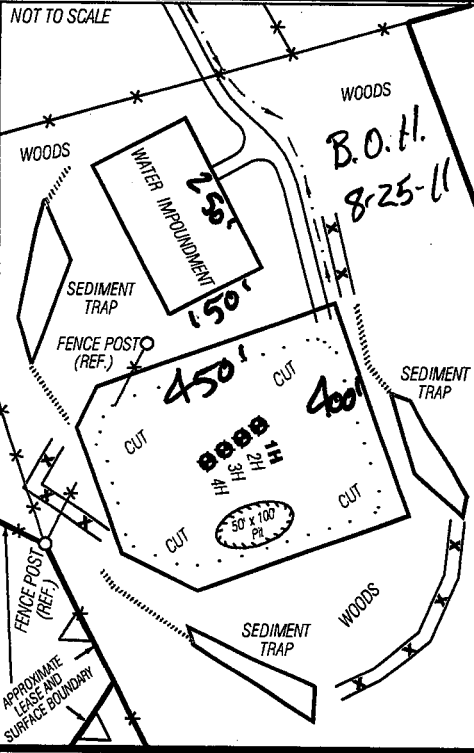 NOT TO SCALE
WOODS
B.O.H.
8-25-11
WOODS
WATER IMPOUNDMENT
250'
150'
SEDIMENT
TRAP
FENCE POST
(REF.)
450'
CUT
400'
SEDIMENT
TRAP
CUT
1H
2H
3H
4H
CUT
50' x 100'
Pit
CUT
FENCE POST
(REF.)
WOODS
SEDIMENT
TRAP
APPROXIMATE
LEASE AND
SURFACE BOUNDARY